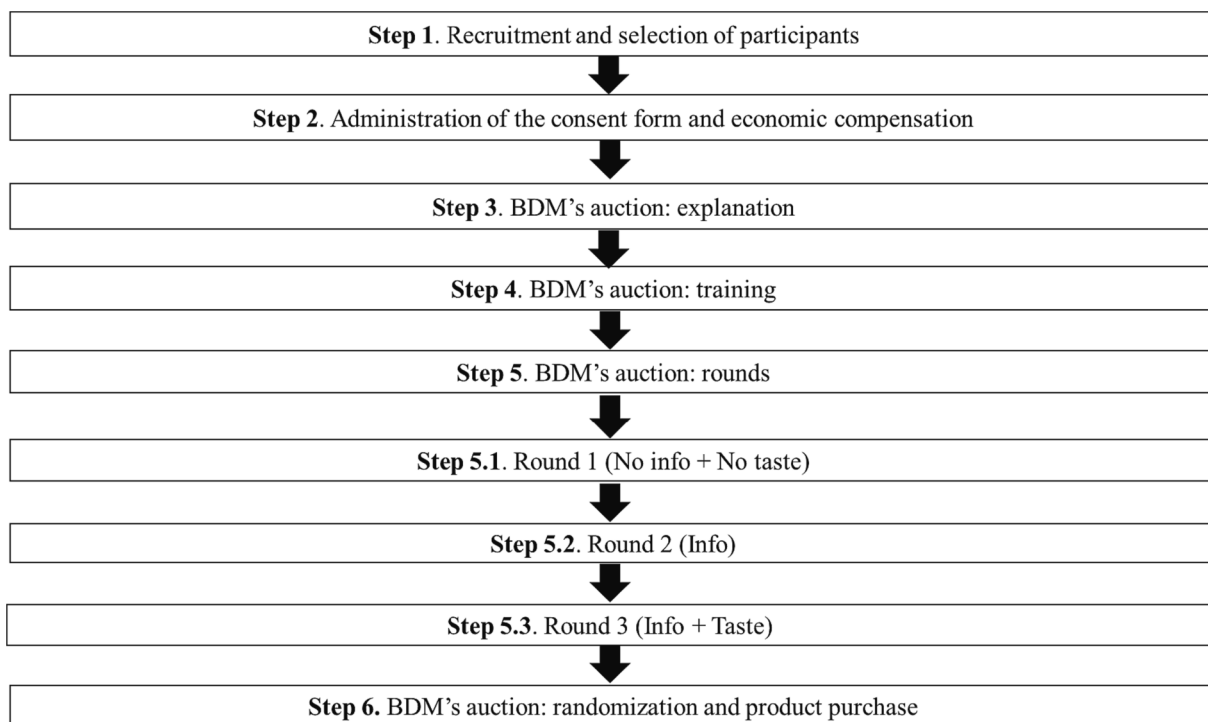 Step 1. Recruitment and selection of participants
Step 2. Administration of the consent form and economic compensation
Step 3. BDM’s auction: explanation
Step 4. BDM’s auction: training
Step 5. BDM’s auction: rounds
Step 5.1. Round 1 (No info + No taste)
Step 5.2. Round 2 (Info)
Step 5.3. Round 3 (Info + Taste)
Step 6. BDM’s auction: randomization and product purchase